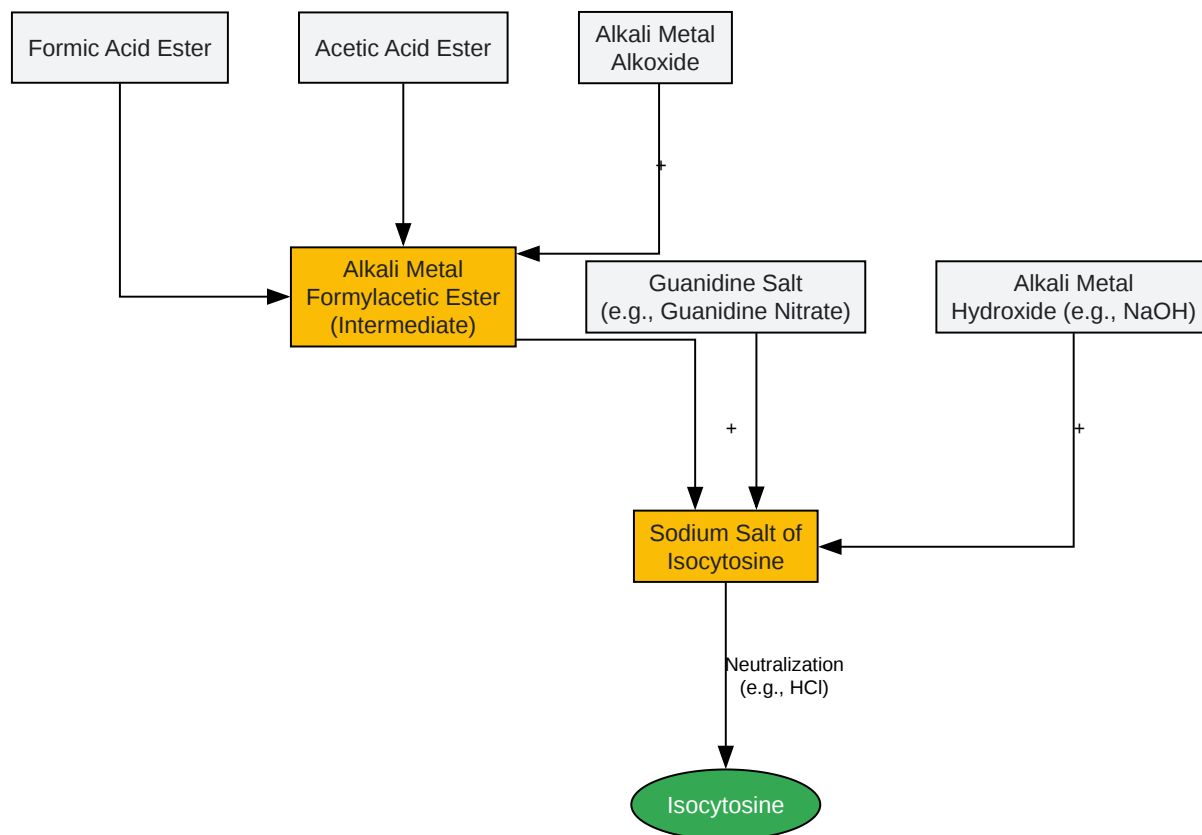 Formic Acid Ester
Acetic Acid Ester
Alkali Metal
Alkoxide
+
Alkali Metal
Formylacetic Ester
(Intermediate)
Guanidine Salt
(e.g., Guanidine Nitrate)
Alkali Metal
Hydroxide (e.g., NaOH)
+
+
Sodium Salt of
Isocytosine
Neutralization
(e.g., HCl)
Isocytosine